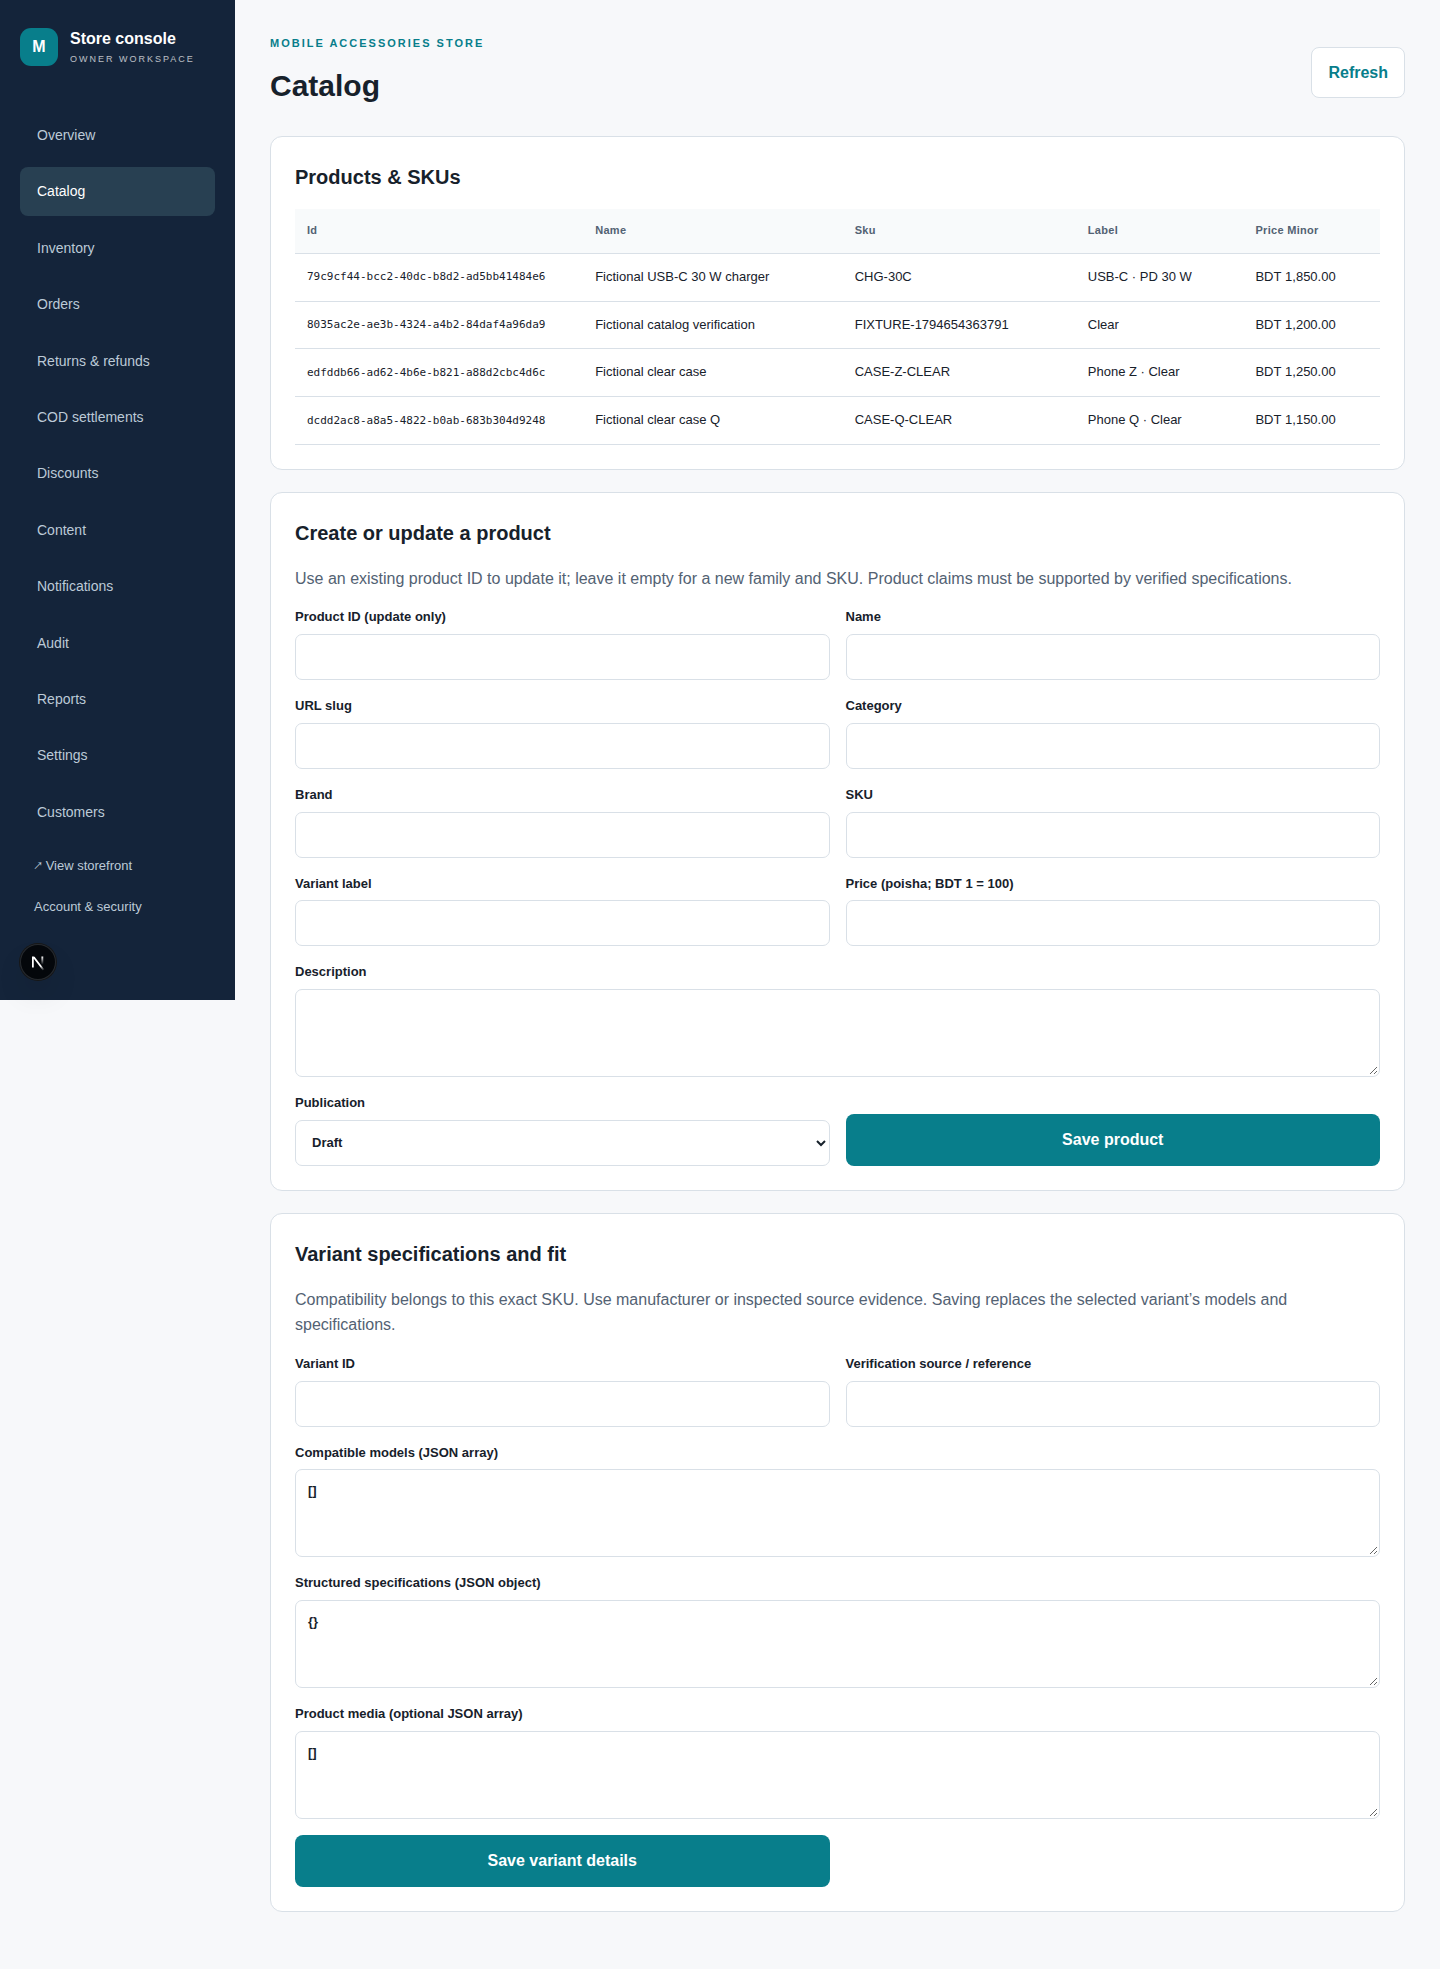 M
Store console
OWNER WORKSPACE
Overview
Catalog
Inventory
Orders
Returns & refunds
COD settlements
Discounts
Content
Notifications
Audit
Reports
Settings
Customers
↗ View storefront
Account & security
N
MOBILE ACCESSORIES STORE
Catalog
Refresh
Products & SKUs
Id Name Sku Label Price Minor
79c9cf44-bcc2-40dc-b8d2-ad5bb41484e6 Fictional USB-C 30 W charger CHG-30C USB-C · PD 30 W BDT 1,850.00
8035ac2e-ae3b-4324-a4b2-84daf4a96da9 Fictional catalog verification FIXTURE-1794654363791 Clear BDT 1,200.00
edfddb66-ad62-4b6e-b821-a88d2cbc4d6c Fictional clear case CASE-Z-CLEAR Phone Z · Clear BDT 1,250.00
dcdd2ac8-a8a5-4822-b0ab-683b304d9248 Fictional clear case Q CASE-Q-CLEAR Phone Q · Clear BDT 1,150.00
Create or update a product
Use an existing product ID to update it; leave it empty for a new family and SKU. Product claims must be supported by verified specifications.
Product ID (update only) Name
URL slug Category
Brand SKU
Variant label Price (poisha; BDT 1 = 100)
Description
Publication
Draft
Save product
Variant specifications and fit
Compatibility belongs to this exact SKU. Use manufacturer or inspected source evidence. Saving replaces the selected variant’s models and
specifications.
Variant ID Verification source / reference
Compatible models (JSON array)
[]
Structured specifications (JSON object)
{}
Product media (optional JSON array)
[]
Save variant details